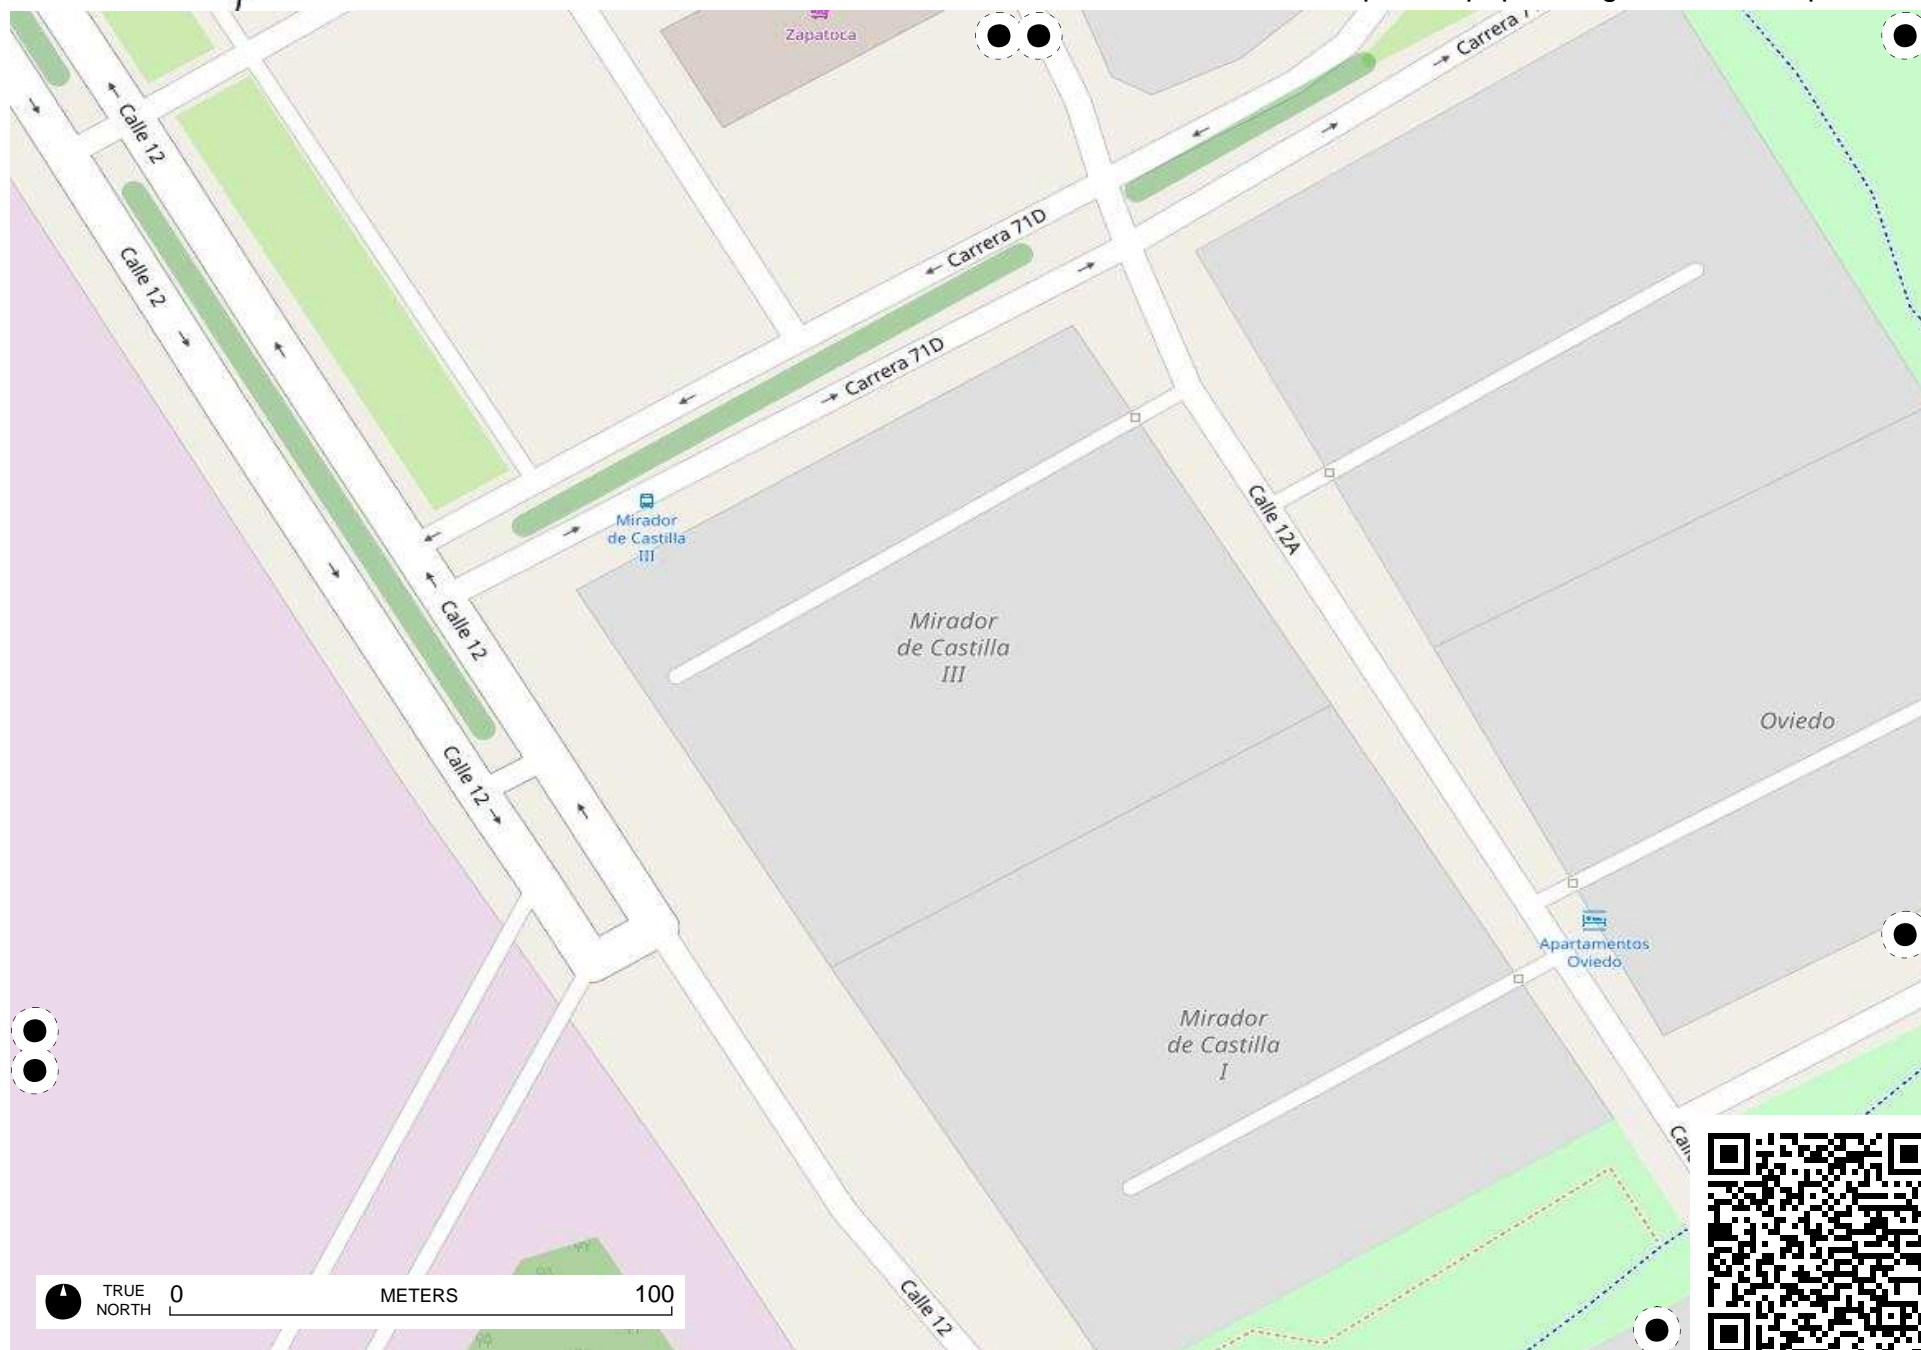 Zapatoca
Carrera 7
Calle 12
Carrera 71D
Calle 12
Carrera 71D
Mirador
de Castilla
III
Calle 12A
Calle 12
Mirador
de Castilla
III
Oviedo
Calle 12
Apartamentos
Oviedo
Mirador
de Castilla
I
TRUE
NORTH
0
METERS
100
Calle 12